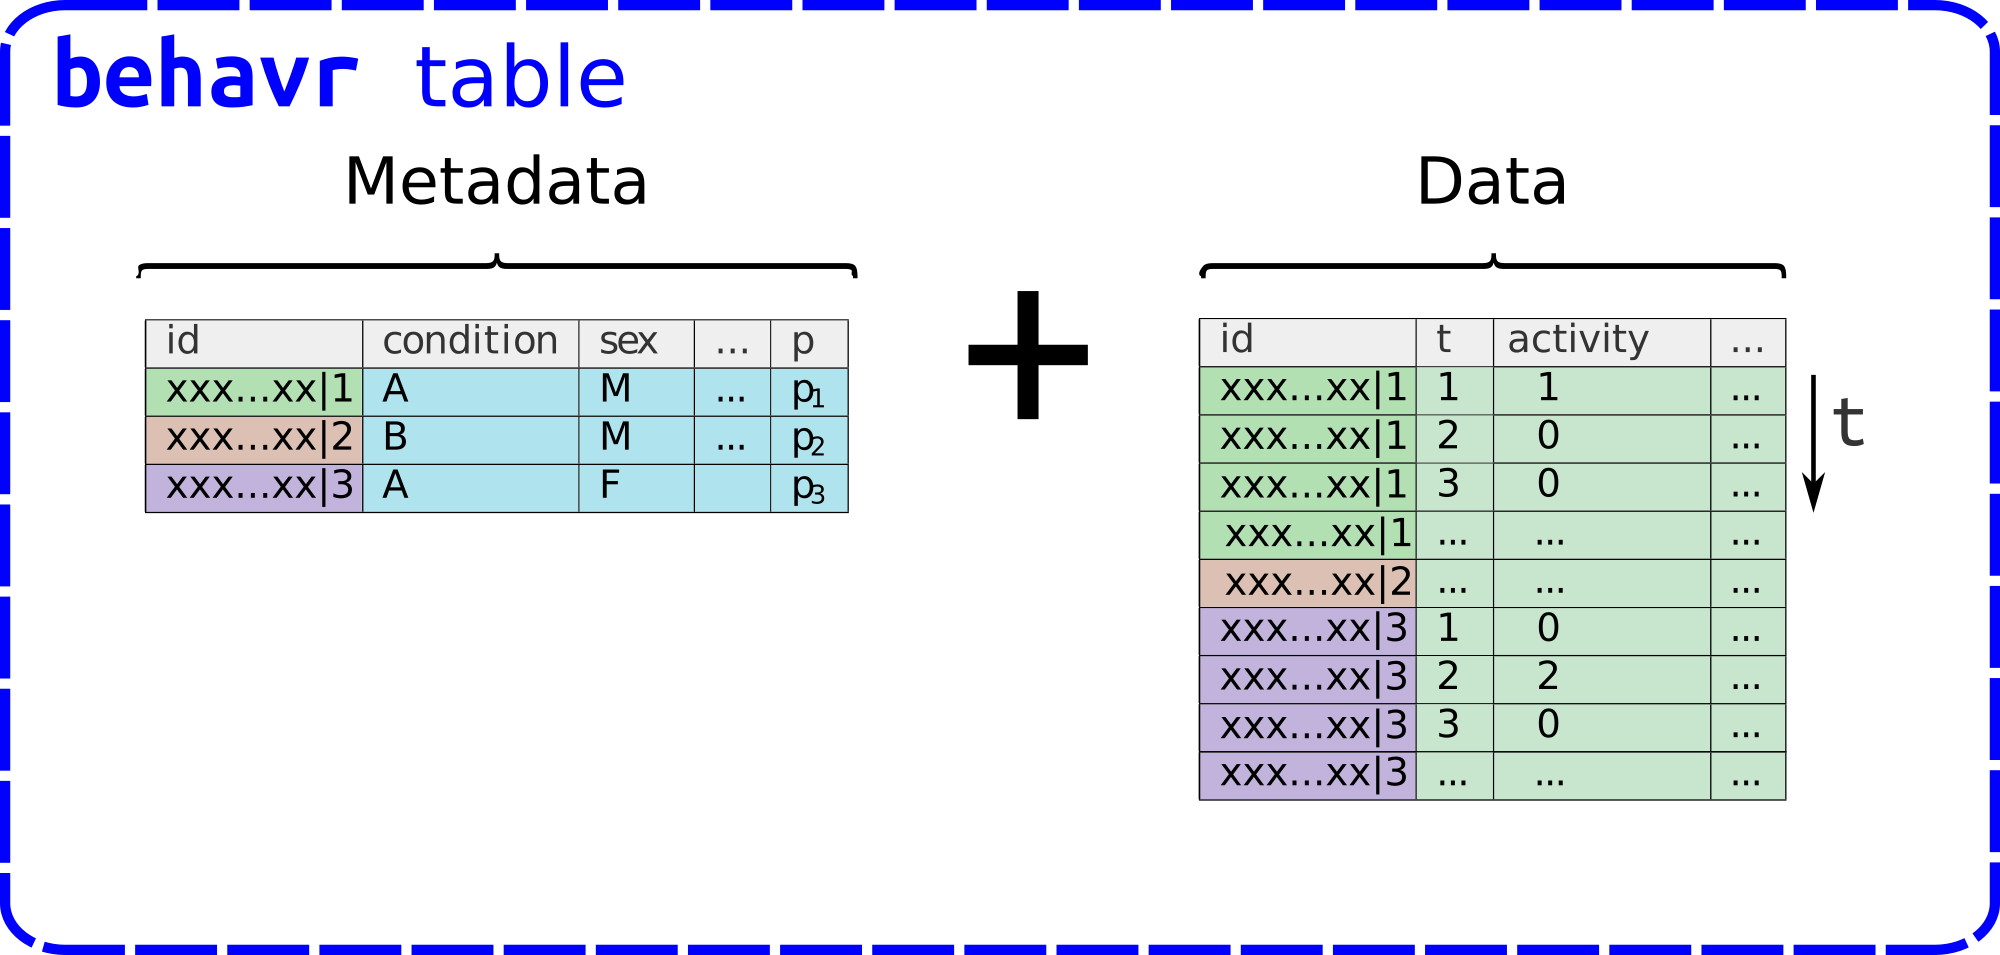 behavr table
Metadata
Data
+
id condition sex ... p
xxx...xx|1 A M ... p1
xxx...xx|2 B M ... p2
xxx...xx|3 A F p3
id t activity ...
xxx...xx|1 1 1 ...
xxx...xx|1 2 0 ...
xxx...xx|1 3 0 ...
xxx...xx|1 ... ... ...
xxx...xx|2 ... ... ...
xxx...xx|3 1 0 ...
xxx...xx|3 2 2 ...
xxx...xx|3 3 0 ...
xxx...xx|3 ... ... ...
t